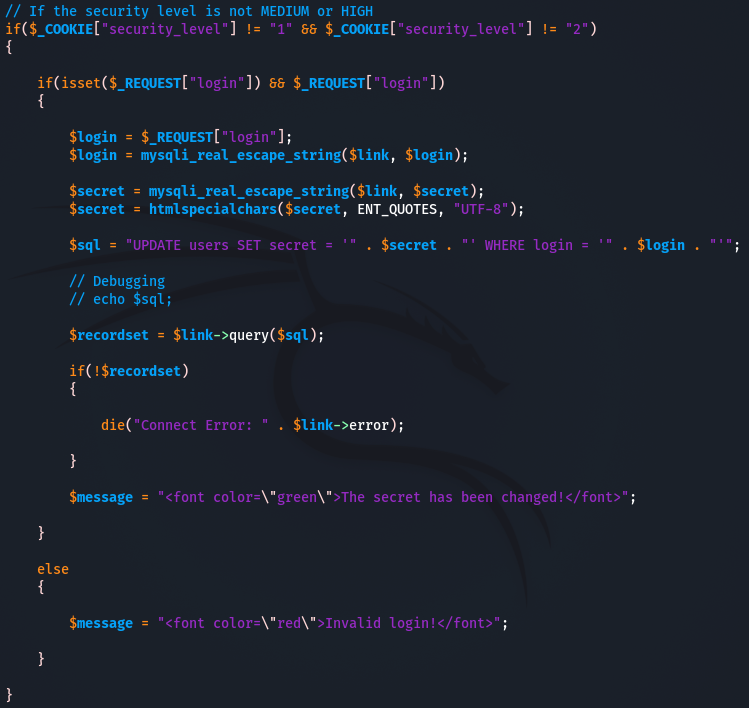 // If the security level is not MEDIUM or HIGH
if($_COOKIE["security_level"] != "1" && $_COOKIE["security_level"] != "2")
{
if(isset($_REQUEST["login"]) && $_REQUEST["login"])
{
$login = $_REQUEST["login"];
$login = mysqli_real_escape_string($link, $login);
$secret = mysqli_real_escape_string($link, $secret);
$secret = htmlspecialchars($secret, ENT_QUOTES, "UTF-8");
$sql = "UPDATE users SET secret = '" . $secret . "' WHERE login = '" . $login . "'";
// Debugging
// echo $sql;
$recordset = $link->query($sql);
if(!$recordset)
{
die("Connect Error: " . $link->error);
}
$message = "<font color=\"green\">The secret has been changed!</font>";
}
else
{
$message = "<font color=\"red\">Invalid login!</font>";
}
}